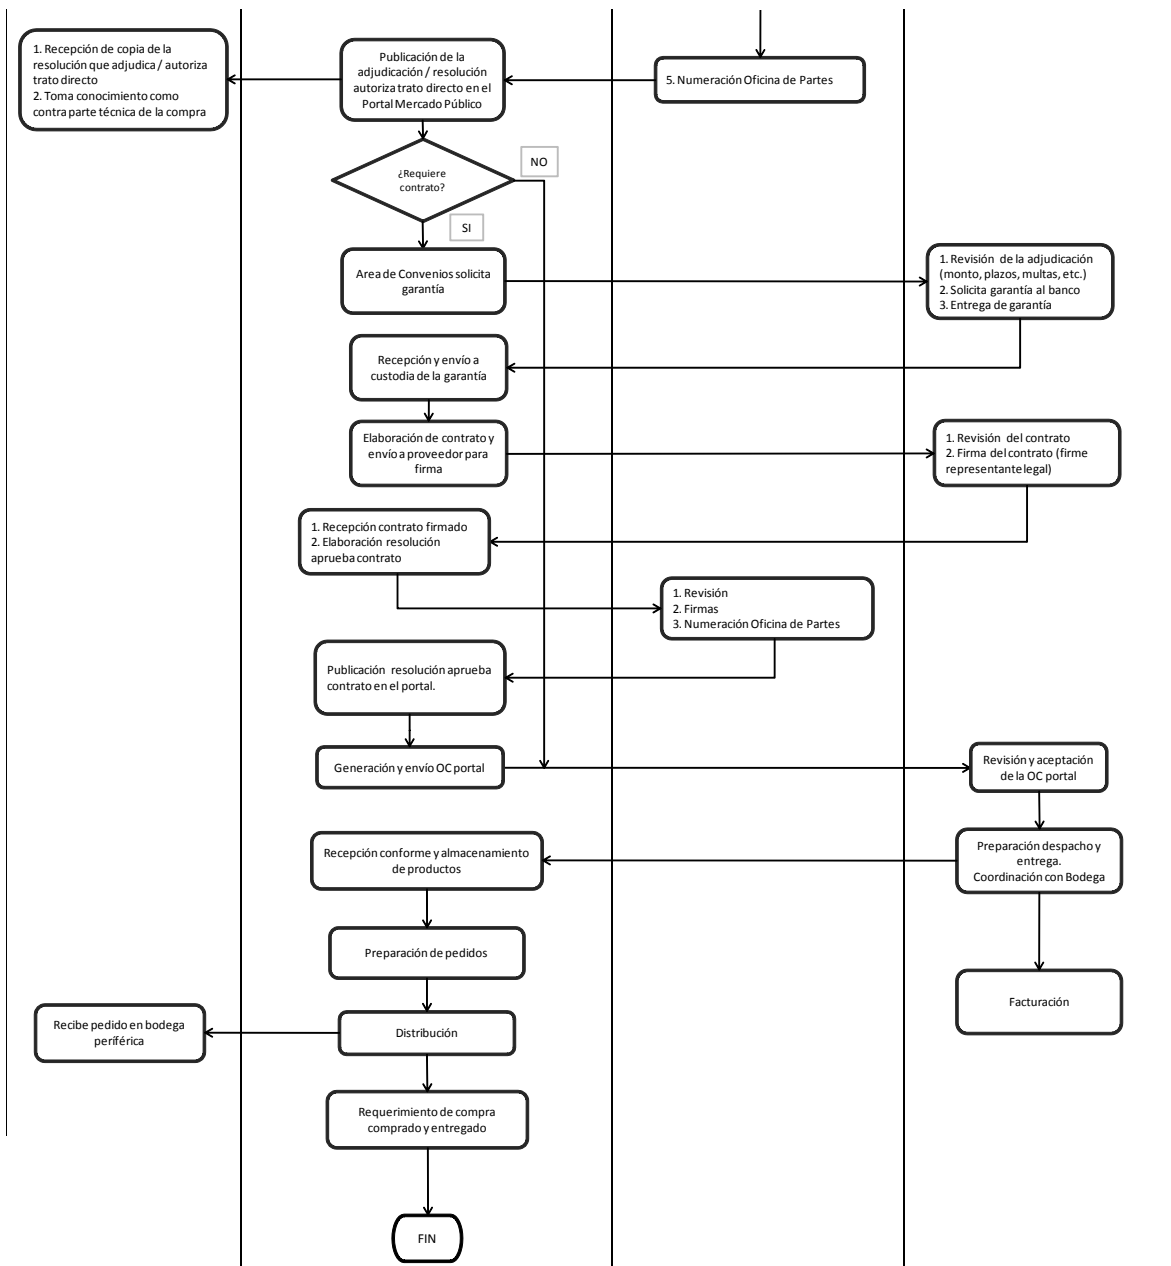 1. Recepción de copia de la
resolución que adjudica / autoriza
trato directo
2. Toma conocimiento como
contra parte técnica de la compra
Publicación de la
adjudicación / resolución
autoriza trato directo en el
Portal Mercado Público
5. Numeración Oficina de Partes
¿Requiere
contrato?
NO
SI
Area de Convenios solicita
garantía
1. Revisión de la adjudicación
(monto, plazos, multas, etc.)
2. Solicita garantía al banco
3. Entrega de garantía
Recepción y envío a
custodia de la garantía
Elaboración de contrato y
envío a proveedor para
firma
1. Revisión del contrato
2. Firma del contrato (firme
representante legal)
1. Recepción contrato firmado
2. Elaboración resolución
aprueba contrato
1. Revisión
2. Firmas
3. Numeración Oficina de Partes
Publicación resolución aprueba
contrato en el portal.
Generación y envío OC portal
Revisión y aceptación
de la OC portal
Recepción conforme y almacenamiento
de productos
Preparación despacho y
entrega.
Coordinación con Bodega
Preparación de pedidos
Facturación
Recibe pedido en bodega
periférica
Distribución
Requerimiento de compra
comprado y entregado
FIN